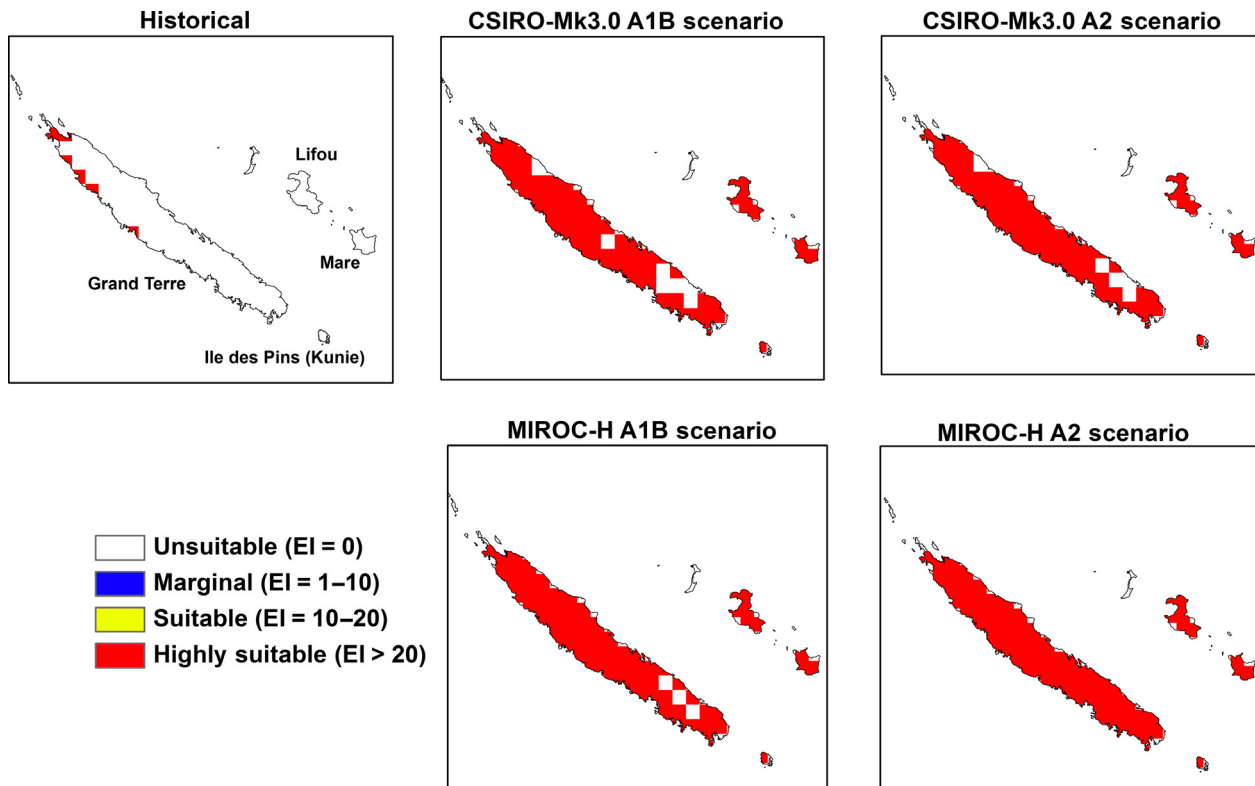 Historical
CSIRO-Mk3.0 A1B scenario
CSIRO-Mk3.0 A2 scenario
Lifou
Mare
Grand Terre
Ile des Pins (Kunie)
MIROC-H A1B scenario
MIROC-H A2 scenario
Unsuitable (EI = 0)
Marginal (EI = 1–10)
Suitable (EI = 10–20)
Highly suitable (EI > 20)